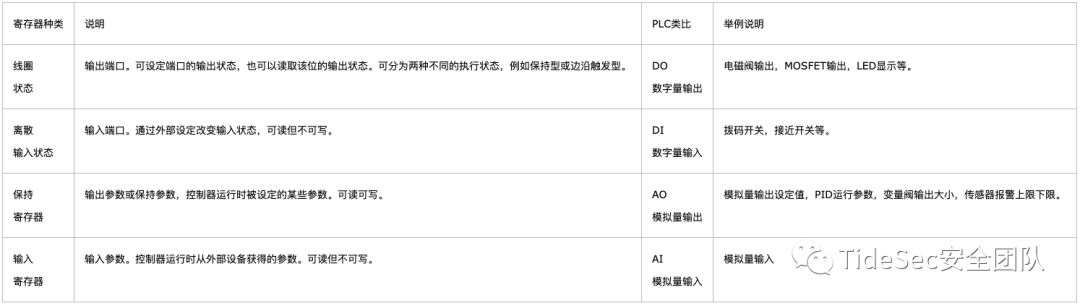 寄存器种类 说明 PLC类比 举例说明
线圈 输出端口。可设定端口的输出状态，也可以读取该位的输出状态。可分为两种不同的执行状态，例如保持型或边沿触发型。 DO 电磁阀输出，MOSFET输出，LED显示等。
状态 数字量输出
离散 输入端口。通过外部设定改变输入状态，可读但不可写。 DI 拨码开关，接近开关等。
输入状态 数字量输入
保持 输出参数或保持参数，控制器运行时被设定的某些参数。可读可写。 AO 模拟量输出设定值，PID运行参数，变量阀输出大小，传感器报警上限下限。
寄存器 模拟量输出
输入 输入参数。控制器运行时从外部设备获得的参数。可读但不可写。 AI 模拟量输入
寄存器 模拟量输入
TideSec安全团队